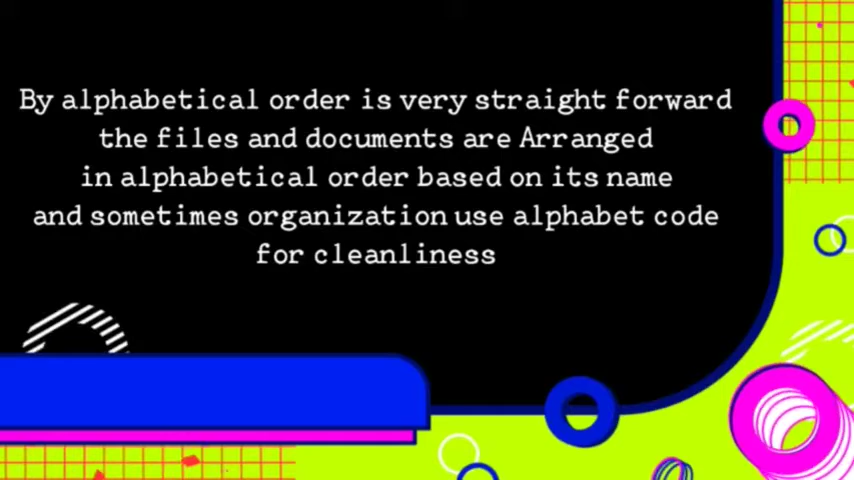 By alphabetical order is very straight forward
the files and documents are Arranged
in alphabetical order based on its name
and sometimes organization use alphabet code
for cleanliness